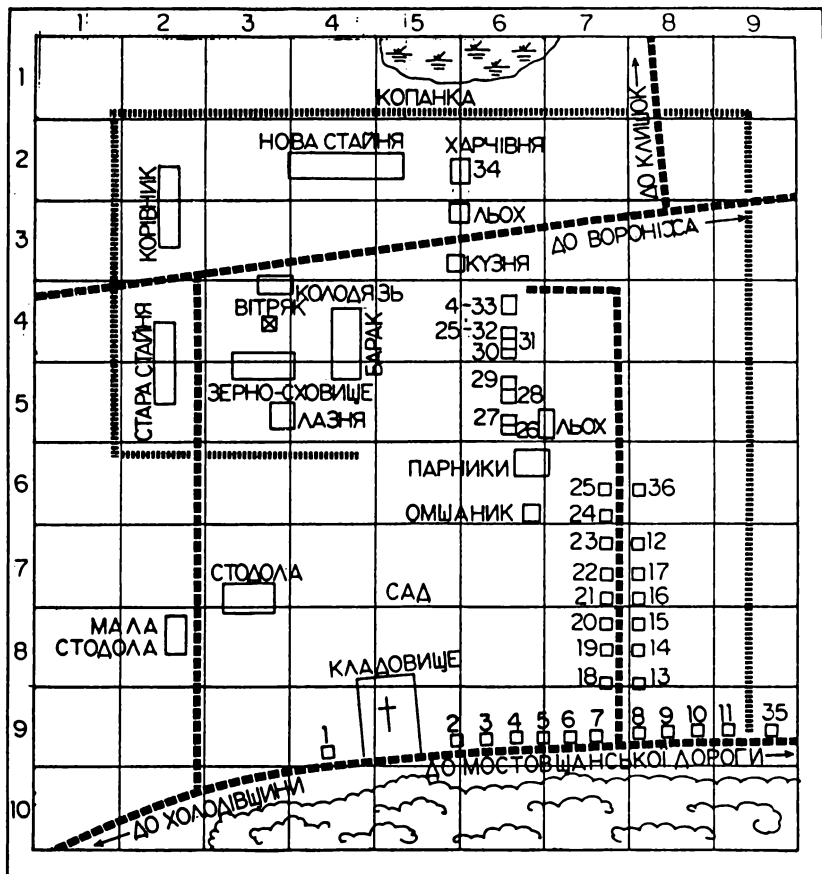 1 2 3 4 5 6 7 8 9
1
КОПАНКА
ДО КЛИШОК
2
НОВА СТАЙНЯ
ХАРЧІВНЯ
34
КОРІВНИК
ЛЬОХ
3
ДО ВОРОНІЖА
КУЗНЯ
КОЛОДЯЗЬ
ВІТРЯК
4
4-33
25-32
31
30
БАРАК
СТАРА СТАЙНЯ
ЗЕРНО-СХОВИЩЕ
29
28
5
ЛАЗНЯ
27
26
ЛЬОХ
ПАРНИКИ
6
25
36
ОМШАНИК
24
23
12
7
СТОДОЛА
САД
22
17
21
16
МАЛА
СТОДОЛА
20
15
8
19
14
КЛАДОВИЩЕ
18
13
9
1
2 3 4 5 6 7 8 9 10 11 35
ДО МОСТОВЩАНСЬКОЇ ДОРОГИ
10
ДО ХОЛОДІВЩИНИ